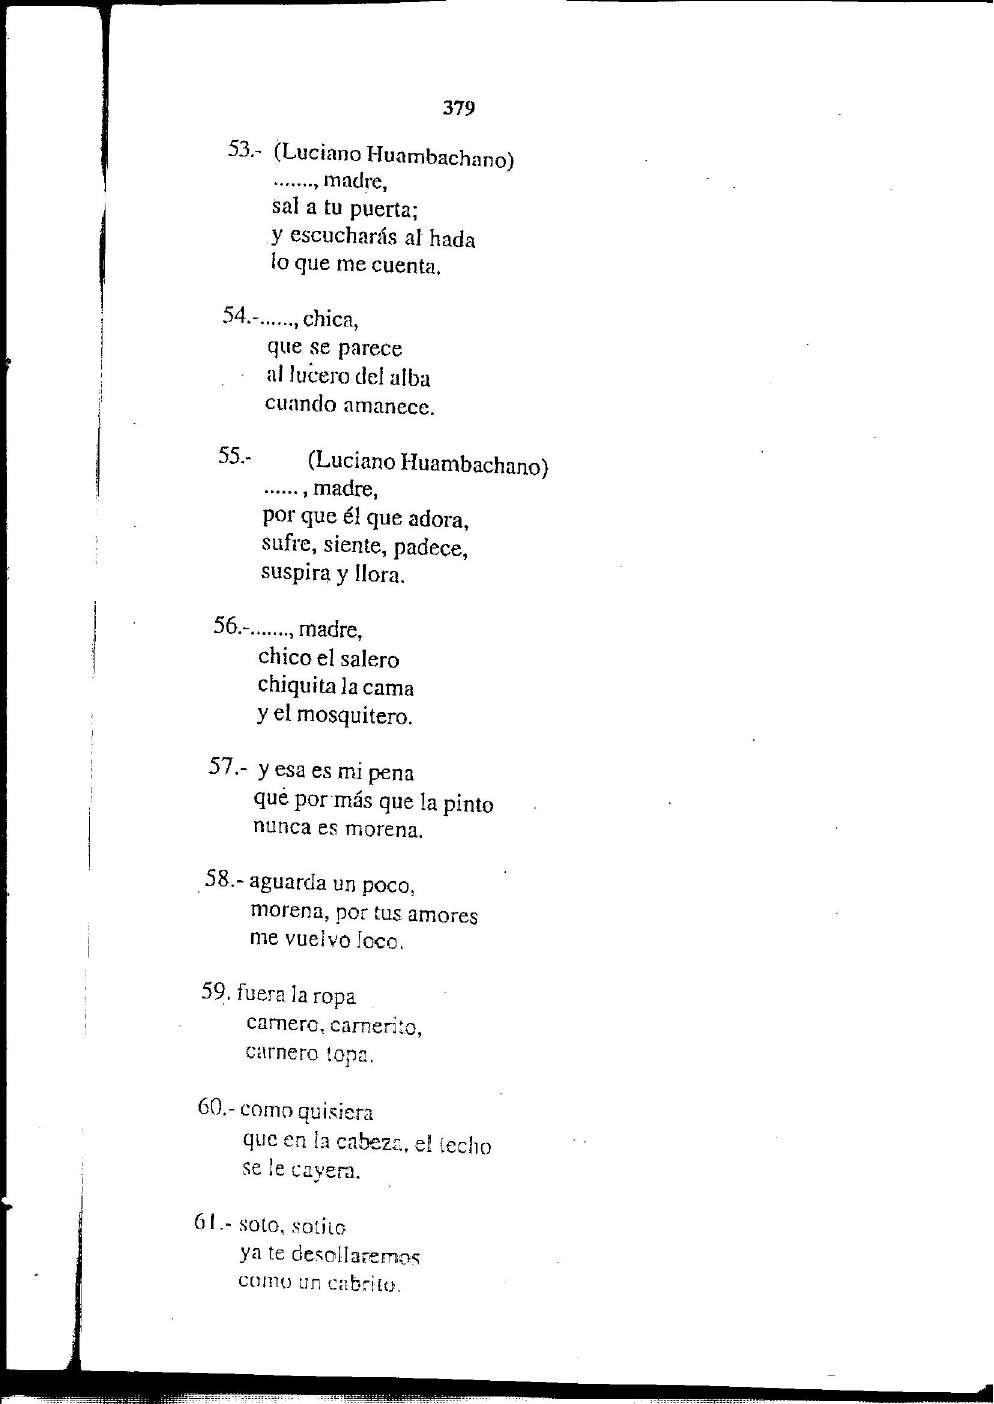 379
53.- (Luciano Huambachano)
......., madre,
sal a tu puerta;
y escucharás al hada
lo que me cuenta.
54.-......, chica,
que se parece
al lucero del alba
cuando amanece.
55.- (Luciano Huambachano)
...... , madre,
por que él que adora,
sufre, siente, padece,
suspira y llora.
56.-......., madre,
chico el salero
chiquita la cama
y el mosquitero.
57.- y esa es mi pena
que por más que la pinto
nunca es morena.
58.- aguarda un poco,
morena, por tus amores
me vuelvo loco.
59. fuera la ropa
carnero, carnerito,
carnero topa.
60.- como quisiera
que en la cabeza, el techo
se le cayera.
61.- soto, sotito
ya te desollaremos
como un cabrito.